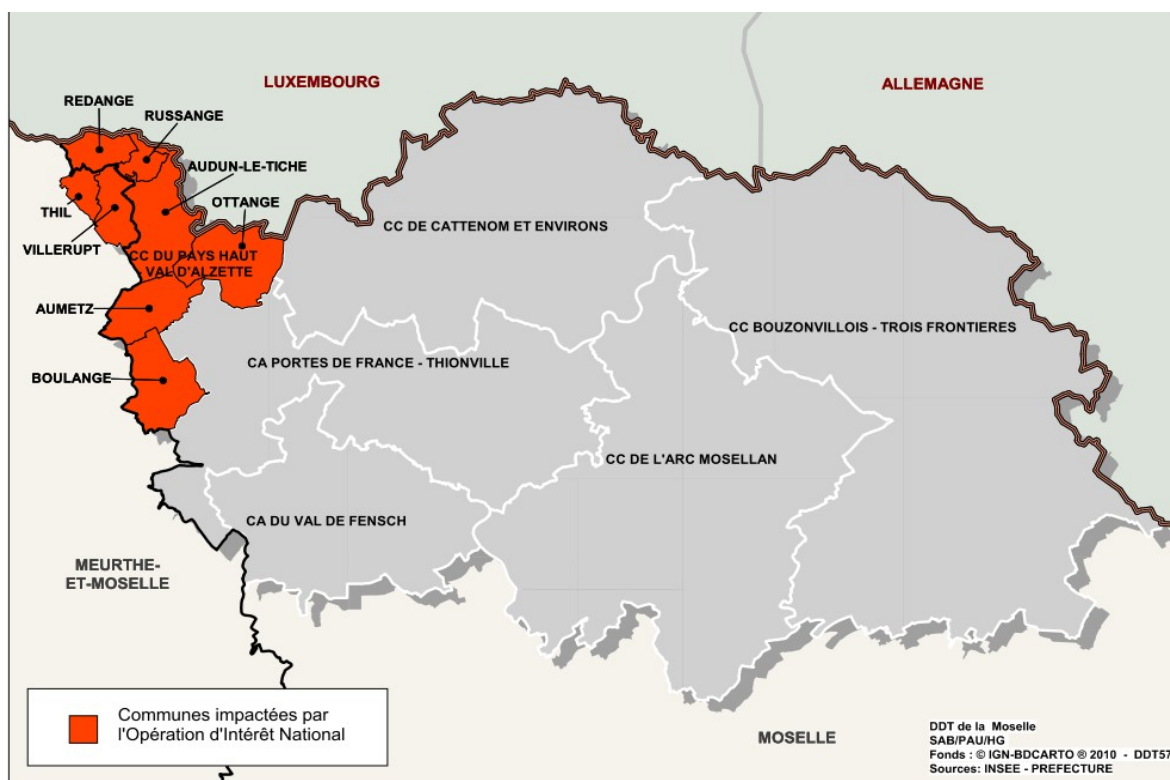 LUXEMBOURG
ALLEMAGNE
REDANGE
RUSSANGE
AUDUN-LE-TICHE
OTTANGE
THIL
VILLERUPT
CC DE CATTENOM ET ENVIRONS
CC DU PAYS HAUT
- VAL D'ALZETTE
AUMETZ
CC BOUZONVILLOIS - TROIS FRONTIERES
CA PORTES DE FRANCE - THIONVILLE
BOULANGE
CC DE L'ARC MOSELLAN
CA DU VAL DE FENSCH
MEURTHE-
ET-MOSELLE
Communes impactées par
l'Opération d'Intérêt National
MOSELLE
DDT de la Moselle
SAB/PAU/HG
Fonds : © IGN-BDCARTO ® 2010 - DDT57
Sources: INSEE - PREFECTURE